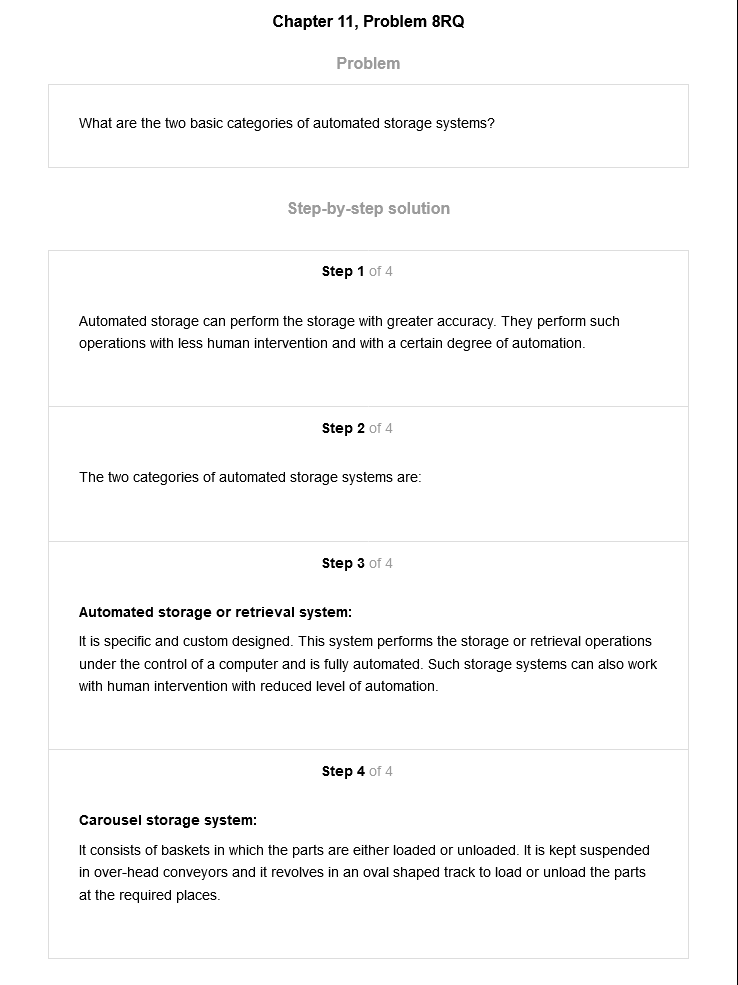 Chapter 11, Problem 8RQ
Problem
What are the two basic categories of automated storage systems?
Step-by-step solution
Step 1 of 4
Automated storage can perform the storage with greater accuracy. They perform such
operations with less human intervention and with a certain degree of automation.
Step 2 of 4
The two categories of automated storage systems are:
Step 3 of 4
Automated storage or retrieval system:
It is specific and custom designed. This system performs the storage or retrieval operations
under the control of a computer and is fully automated. Such storage systems can also work
with human intervention with reduced level of automation.
Step 4 of 4
Carousel storage system:
It consists of baskets in which the parts are either loaded or unloaded. It is kept suspended
in over-head conveyors and it revolves in an oval shaped track to load or unload the parts
at the required places.